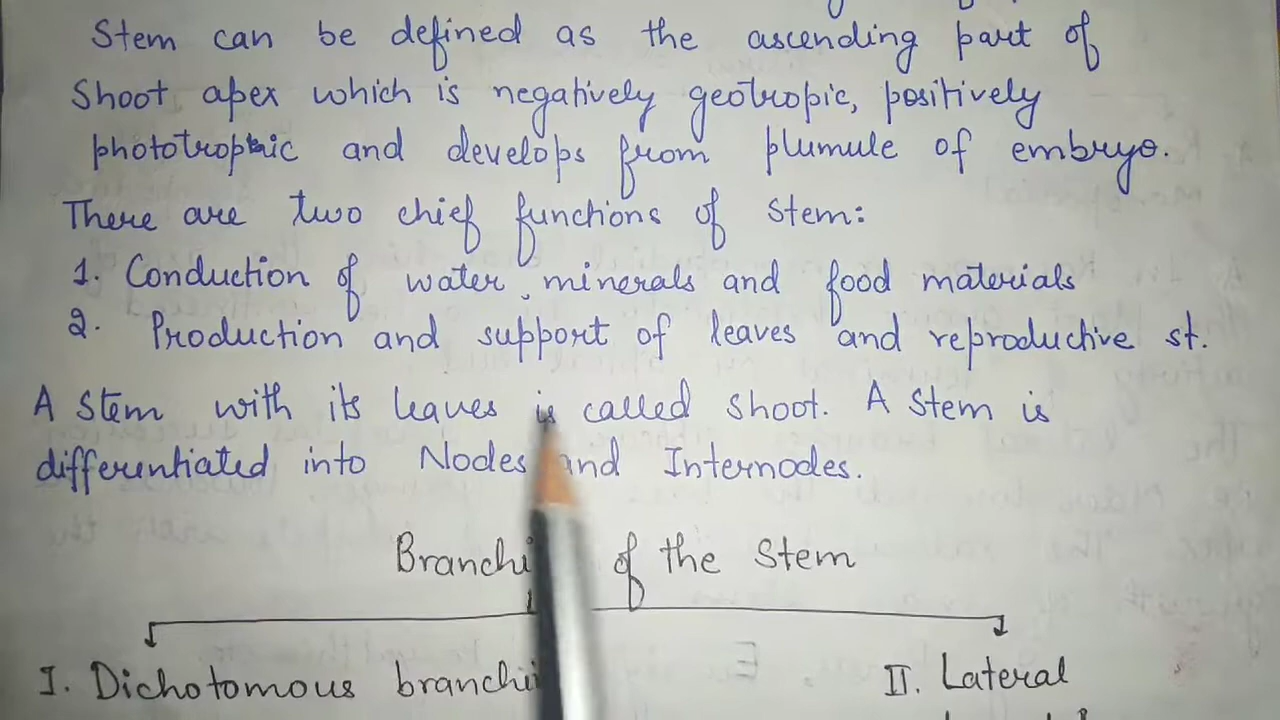 Stem can be defined as the ascending part of
Shoot apex which is negatively geotropic, positively
phototrophic and develops from plumule of embryo.
There are two chief functions of Stem:
1. Conduction of water, minerals and food materials
2. Production and support of leaves and reproductive st.
A Stem with its leaves is called Shoot. A Stem is
differentiated into Nodes and Internodes.
of the Stem
I. Dichotomous
II. Lateral